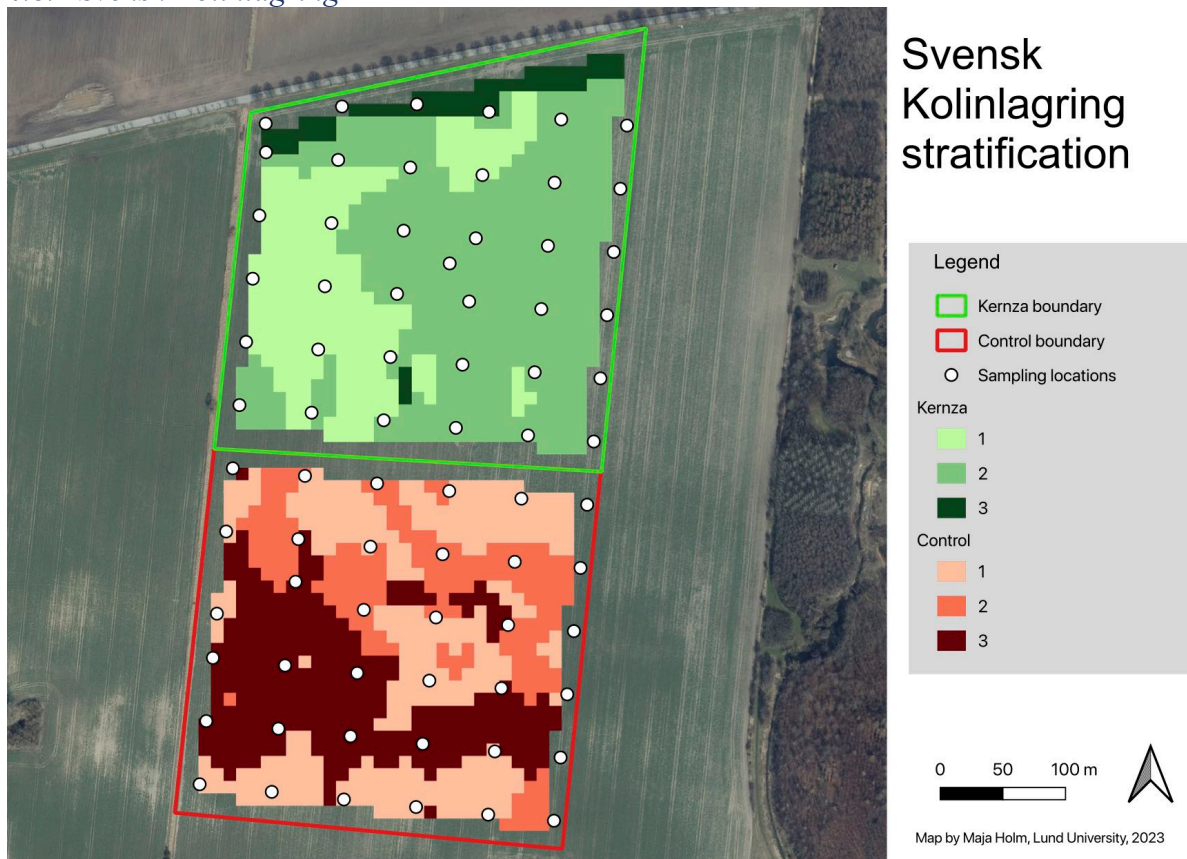 Svensk
Kolinlagring
stratification
Legend
Kernza boundary
Control boundary
Sampling locations
Kernza
1
2
3
Control
1
2
3
0 50 100 m
Map by Maja Holm, Lund University, 2023